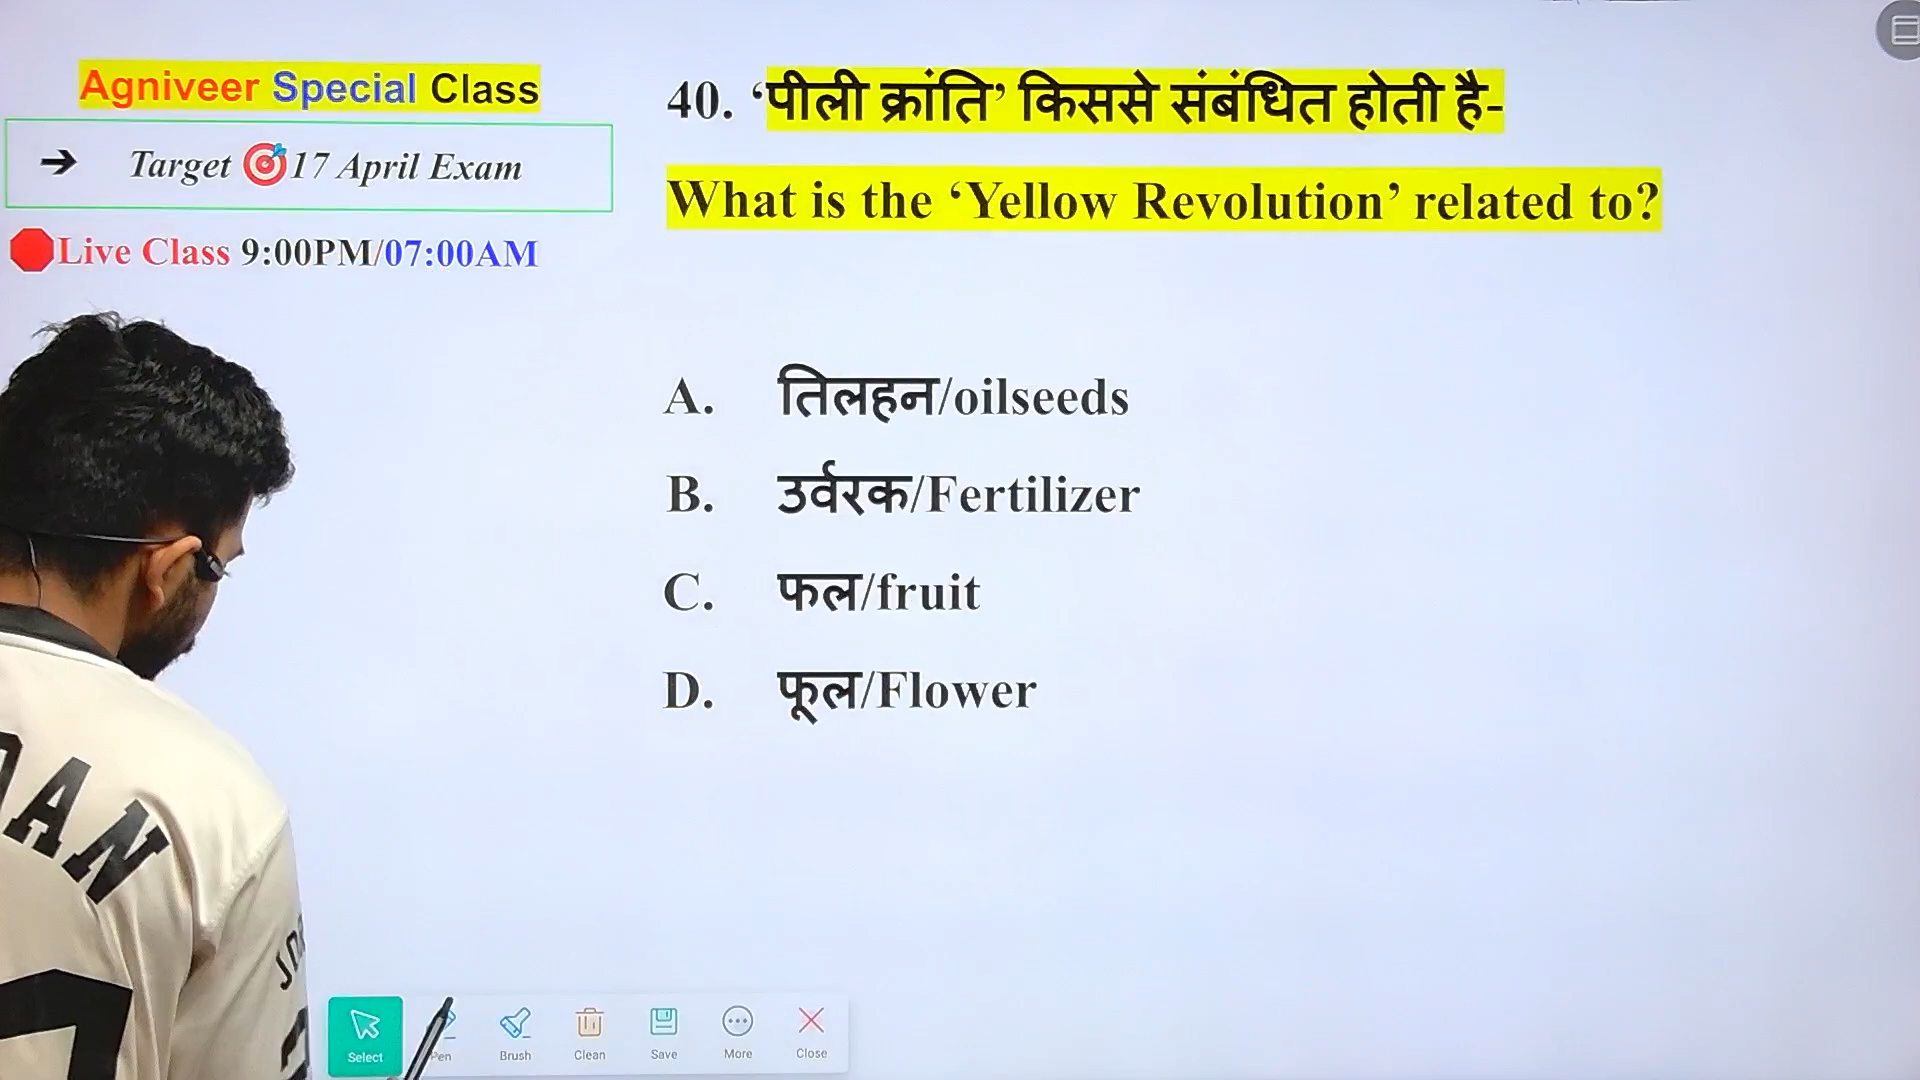 Agniveer Special Class
➔ Target 🎯17 April Exam
🛑Live Class 9:00PM/07:00AM
40. ‘पीली क्रांति’ किससे संबंधित होती है-
What is the ‘Yellow Revolution’ related to?
A. तिलहन/oilseeds
B. उर्वरक/Fertilizer
C. फल/fruit
D. फूल/Flower
Select Pen Brush Clean Save More Close